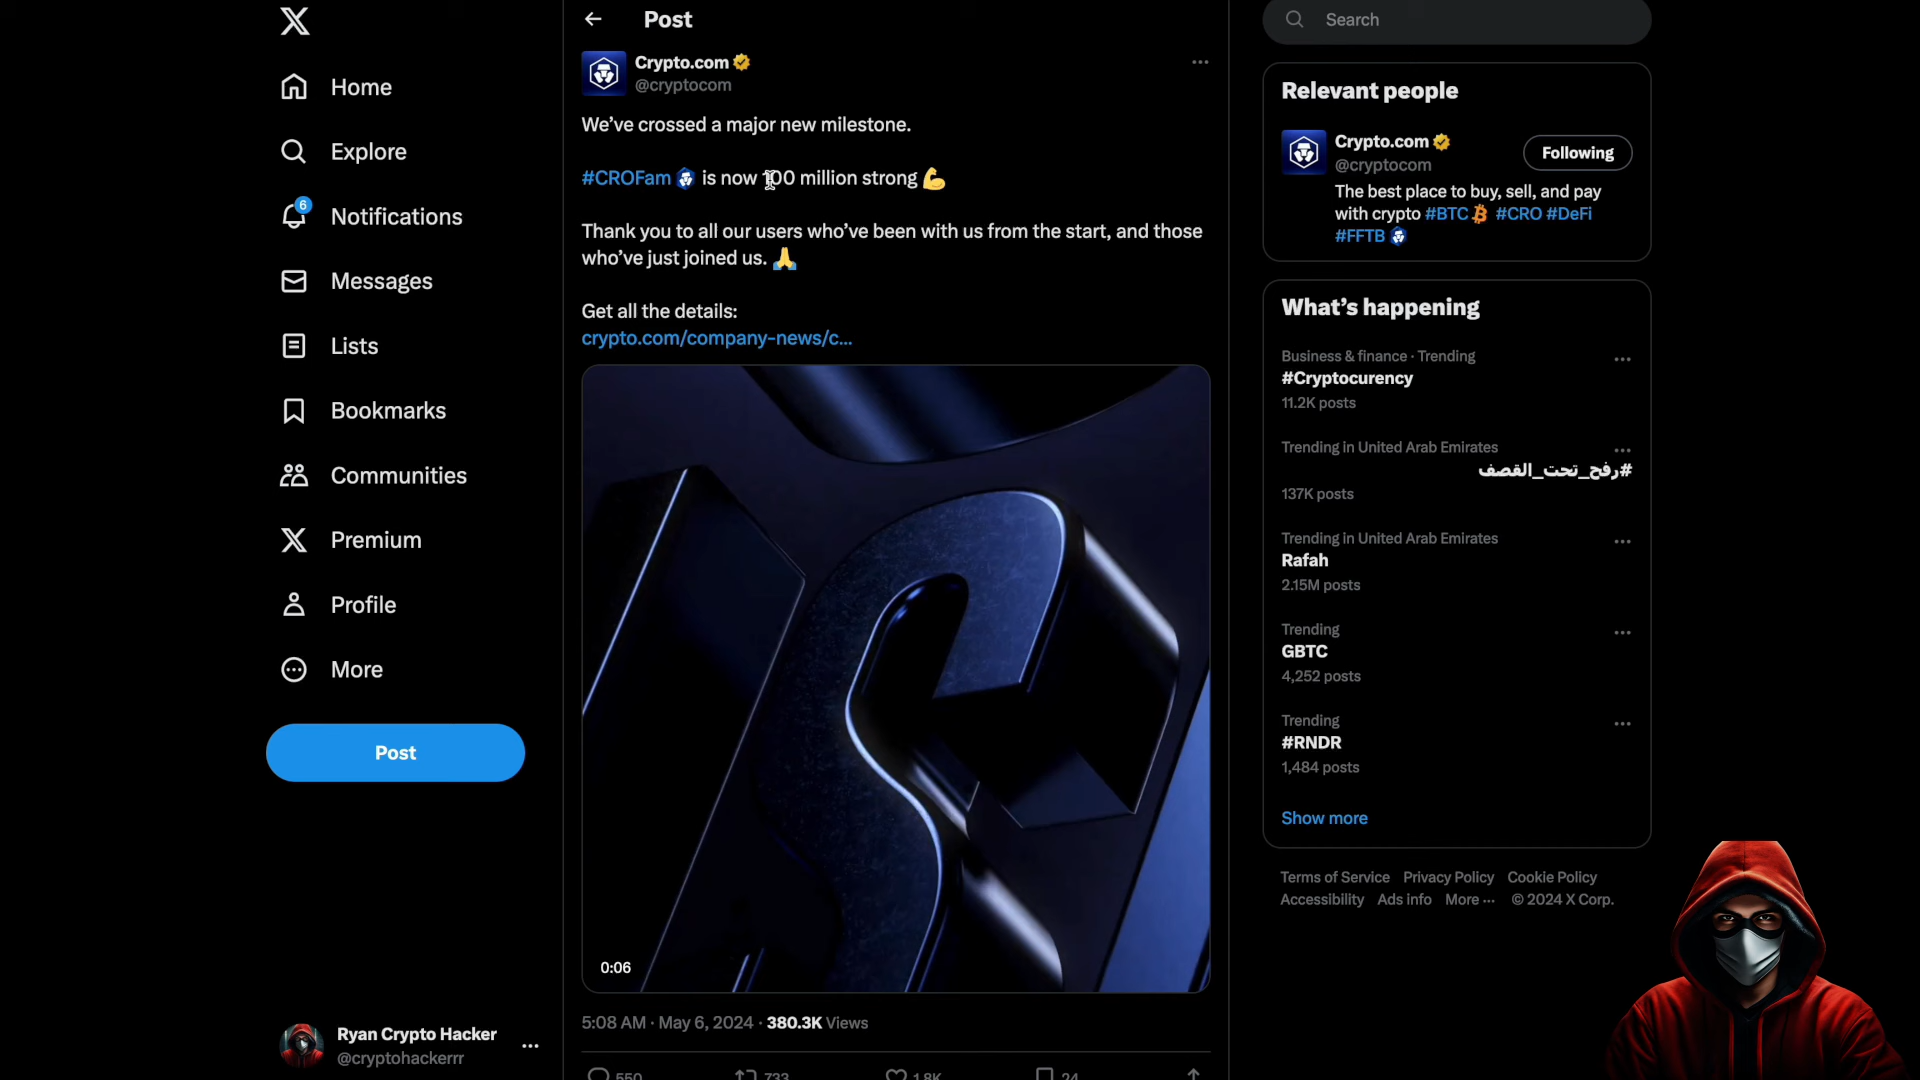 Home
Explore
6
Notifications
Messages
Lists
Bookmarks
Communities
Premium
Profile
More
Post
Ryan Crypto Hacker
@cryptohackerrr
Post
Crypto.com
@cryptocom
We’ve crossed a major new milestone.
#CROFam is now 100 million strong 💪
Thank you to all our users who’ve been with us from the start, and those
who’ve just joined us. 🙏
Get all the details:
crypto.com/company-news/c...
0:06
5:08 AM · May 6, 2024 · 380.3K Views
550 733 1.8K 24
Search
Relevant people
Crypto.com
@cryptocom
Following
The best place to buy, sell, and pay
with crypto #BTC #CRO #DeFi
#FFTB
What’s happening
Business & finance · Trending
#Cryptocurency
11.2K posts
Trending in United Arab Emirates
#رفح_تحت_القصف
137K posts
Trending in United Arab Emirates
Rafah
2.15M posts
Trending
GBTC
4,252 posts
Trending
#RNDR
1,484 posts
Show more
Terms of Service Privacy Policy Cookie Policy
Accessibility Ads info More ··· © 2024 X Corp.